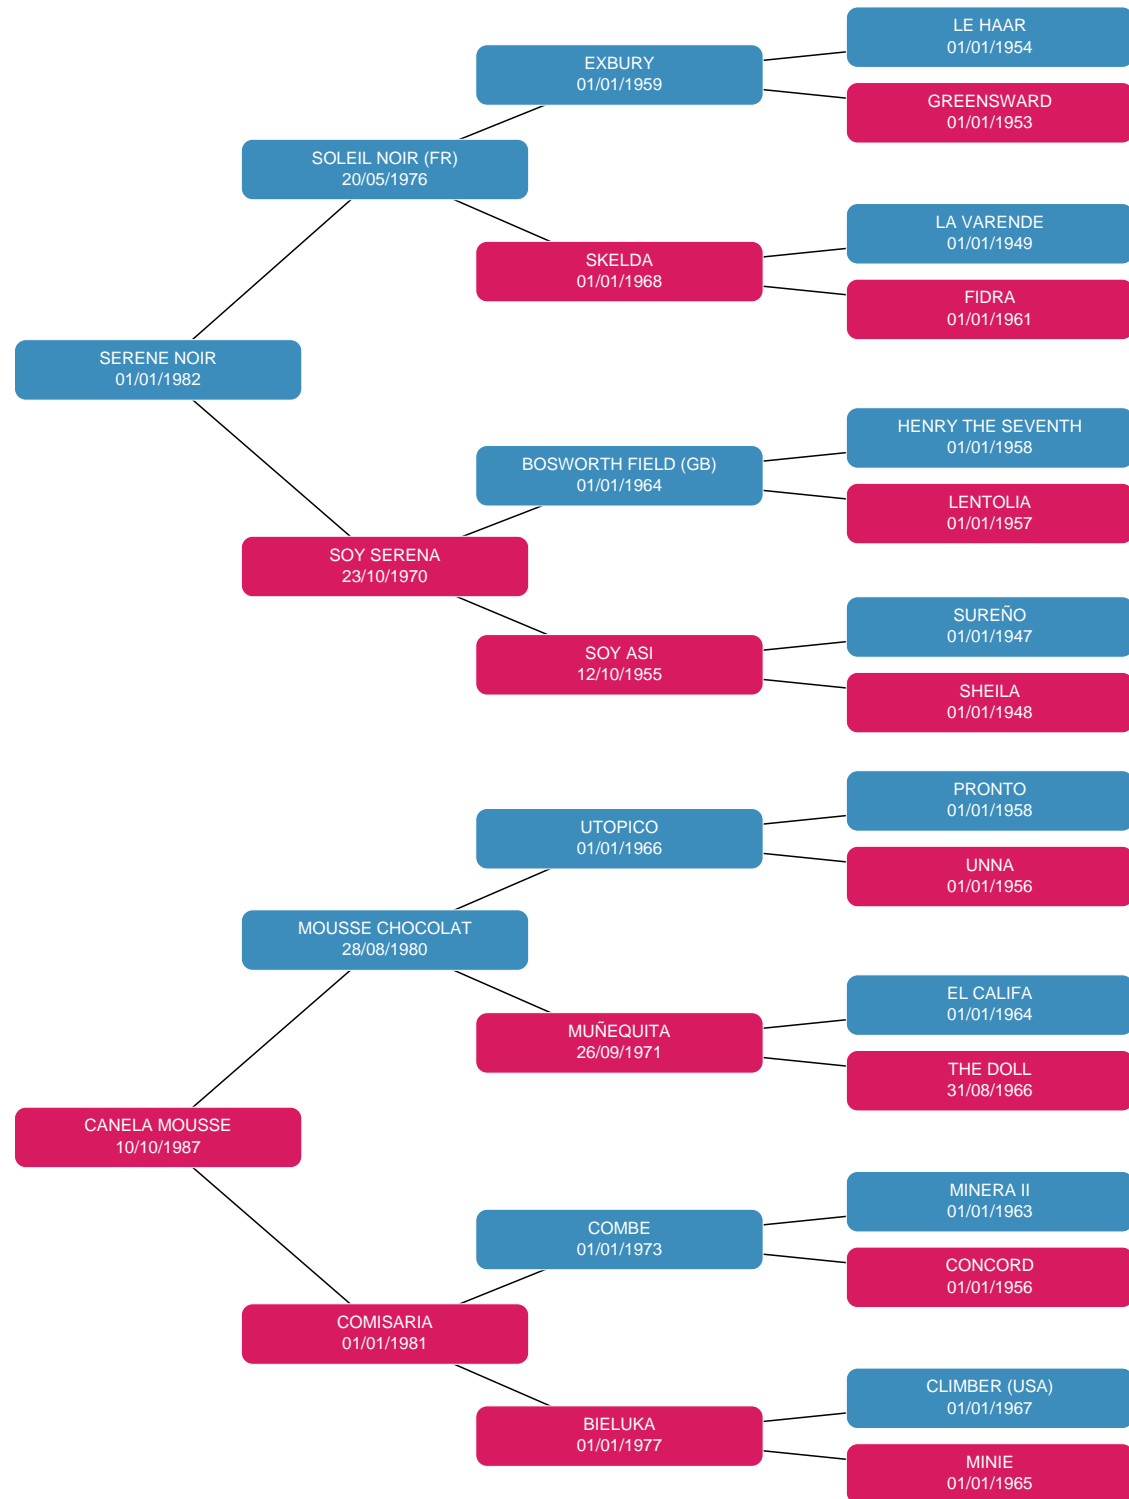 LE HAAR
01/01/1954
EXBURY
01/01/1959
GREENSWARD
01/01/1953
SOLEIL NOIR (FR)
20/05/1976
LA VARENDE
01/01/1949
SKELDA
01/01/1968
FIDRA
01/01/1961
SERENE NOIR
01/01/1982
HENRY THE SEVENTH
01/01/1958
BOSWORTH FIELD (GB)
01/01/1964
LENTOLIA
01/01/1957
SOY SERENA
23/10/1970
SUREÑO
01/01/1947
SOY ASI
12/10/1955
SHEILA
01/01/1948
PRONTO
01/01/1958
UTOPICO
01/01/1966
UNNA
01/01/1956
MOUSSE CHOCOLAT
28/08/1980
EL CALIFA
01/01/1964
MUÑEQUITA
26/09/1971
THE DOLL
31/08/1966
CANELA MOUSSE
10/10/1987
MINERA II
01/01/1963
COMBE
01/01/1973
CONCORD
01/01/1956
COMISARIA
01/01/1981
CLIMBER (USA)
01/01/1967
BIELUKA
01/01/1977
MINIE
01/01/1965